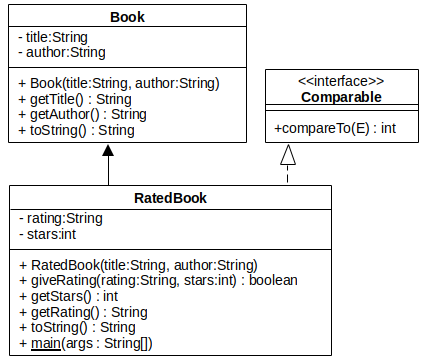 Book
- title:String
- author:String
+ Book(title:String, author:String)
+ getTitle() : String
+ getAuthor() : String
+ toString() : String
<<interface>>
Comparable
+compareTo(E) : int
RatedBook
- rating:String
- stars:int
+ RatedBook(title:String, author:String)
+ giveRating(rating:String, stars:int) : boolean
+ getStars() : int
+ getRating() : String
+ toString() : String
+ main(args : String[])